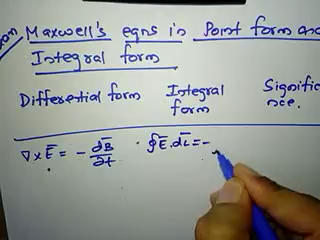 Maxwell's eqns in Point form and
Integral form
Differential form Integral form Significance.
∇ x E̅ = - ∂B̅/∂t · ∮E̅.dL̅ = -